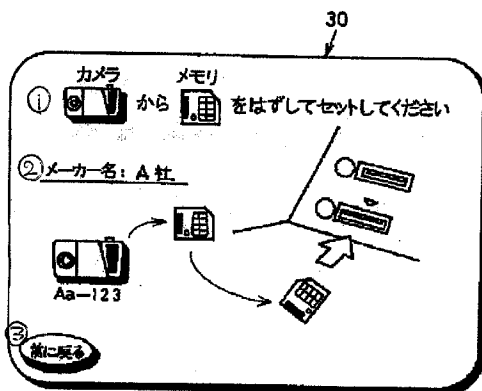 30
カメラ メモリ
① から をはずしてセットしてください
② メーカー名: A社
Aa-123
③
前に戻る